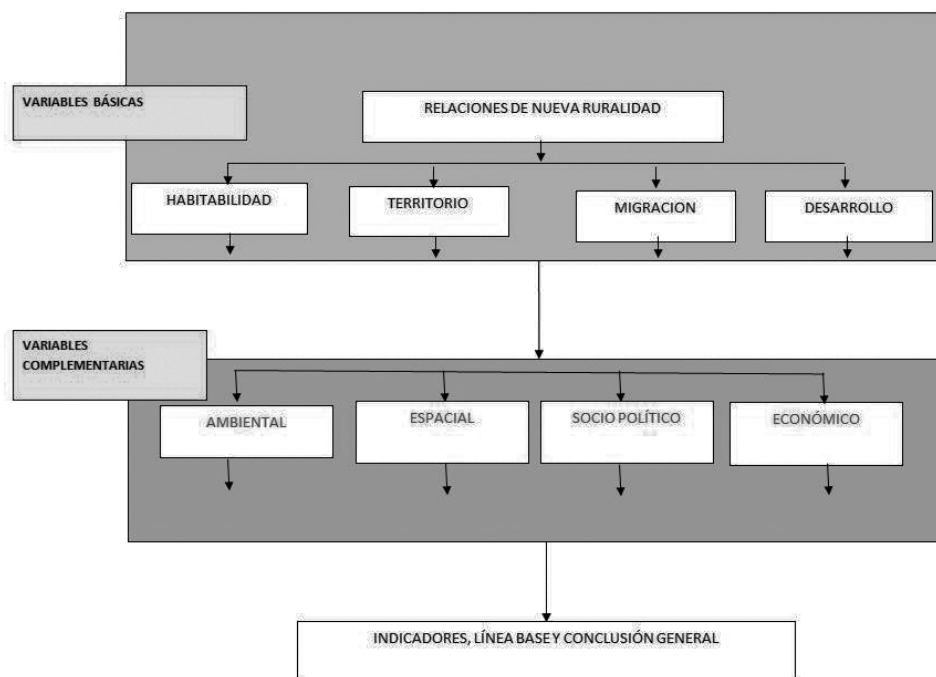 VARIABLES BÁSICAS
RELACIONES DE NUEVA RURALIDAD
HABITABILIDAD
TERRITORIO
MIGRACION
DESARROLLO
VARIABLES
COMPLEMENTARIAS
AMBIENTAL
ESPACIAL
SOCIO POLÍTICO
ECONÓMICO
INDICADORES, LÍNEA BASE Y CONCLUSIÓN GENERAL